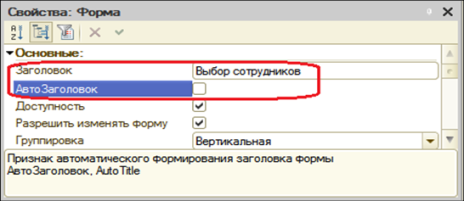 Свойства: Форма
Основные:
Заголовок Выбор сотрудников
АвтоЗаголовок
Доступность
Разрешить изменять форму
Группировка Вертикальная
Признак автоматического формирования заголовка формы
АвтоЗаголовок, AutoTitle